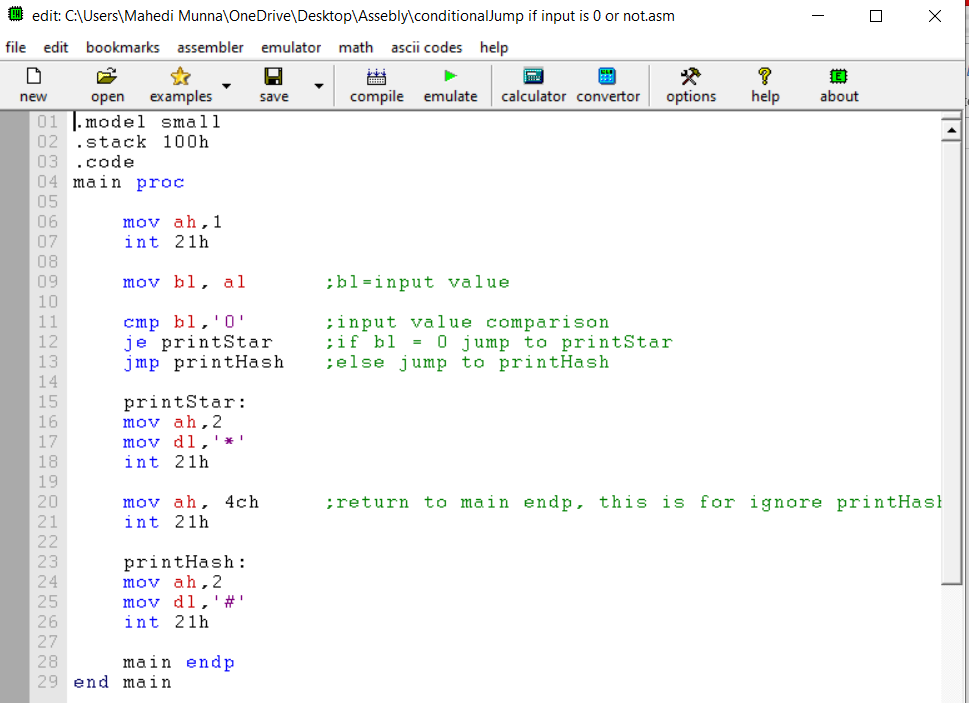 edit: C:\Users\Mahedi Munna\OneDrive\Desktop\Assebly\conditionalJump if input is 0 or not.asm
file edit bookmarks assembler emulator math ascii codes help
new open examples save compile emulate calculator convertor options help about
01 .model small
02 .stack 100h
03 .code
04 main proc
05
06 mov ah,1
07 int 21h
08
09 mov bl, al ;bl=input value
10
11 cmp bl,'0' ;input value comparison
12 je printStar ;if bl = 0 jump to printStar
13 jmp printHash ;else jump to printHash
14
15 printStar:
16 mov ah,2
17 mov dl,'*'
18 int 21h
19
20 mov ah, 4ch ;return to main endp, this is for ignore printHash
21 int 21h
22
23 printHash:
24 mov ah,2
25 mov dl,'#'
26 int 21h
27
28 main endp
29 end main